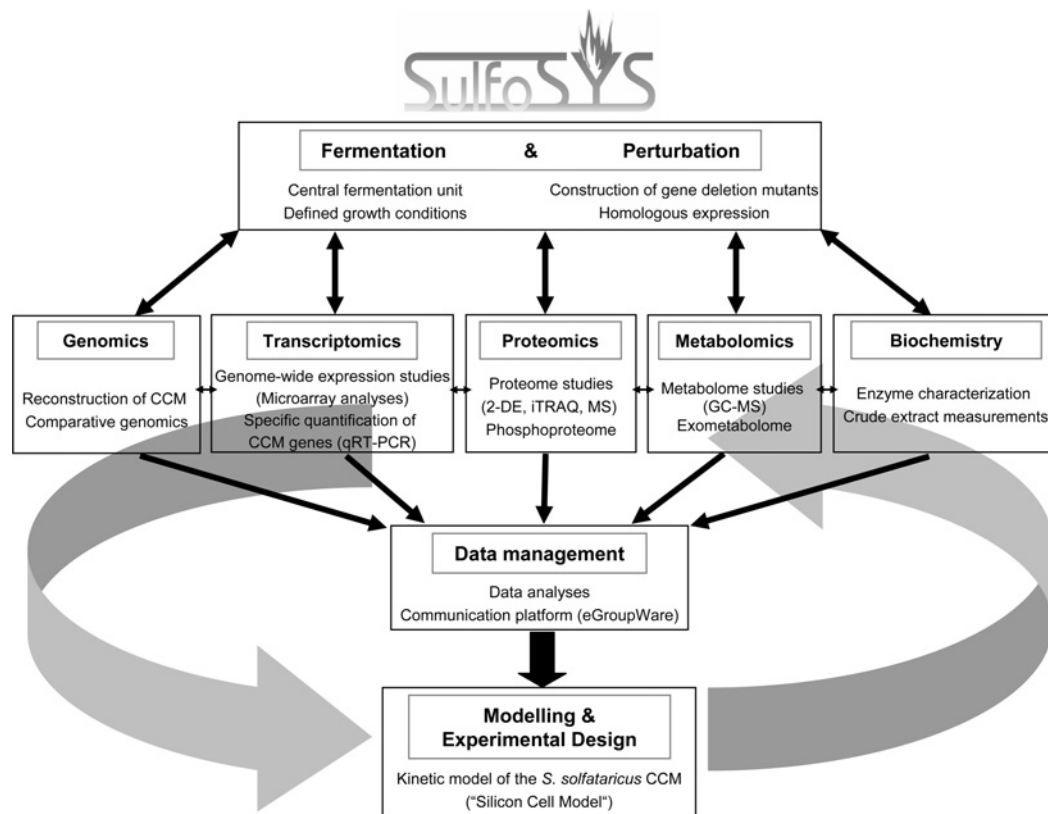 SulfoSYS
Fermentation & Perturbation
Central fermentation unit
Defined growth conditions
Construction of gene deletion mutants
Homologous expression
Genomics
Reconstruction of CCM
Comparative genomics
Transcriptomics
Genome-wide expression studies
(Microarray analyses)
Specific quantification of
CCM genes (qRT-PCR)
Proteomics
Proteome studies
(2-DE, iTRAQ, MS)
Phosphoproteome
Metabolomics
Metabolome studies
(GC-MS)
Exometabolome
Biochemistry
Enzyme characterization
Crude extract measurements
Data management
Data analyses
Communication platform (eGroupWare)
Modelling &
Experimental Design
Kinetic model of the S. solfataricus CCM
("Silicon Cell Model“)